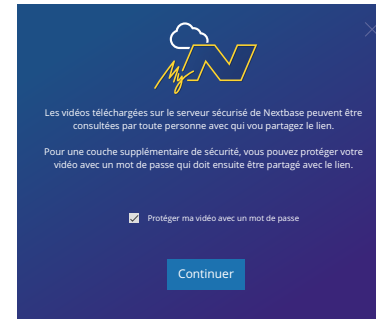 My N
Les vidéos téléchargées sur le serveur sécurisé de Nextbase peuvent être
consultées par toute personne avec qui vou partagez le lien.
Pour une couche supplémentaire de sécurité, vous pouvez protéger votre
vidéo avec un mot de passe qui doit ensuite être partagé avec le lien.
Protéger ma vidéo avec un mot de passe
Continuer